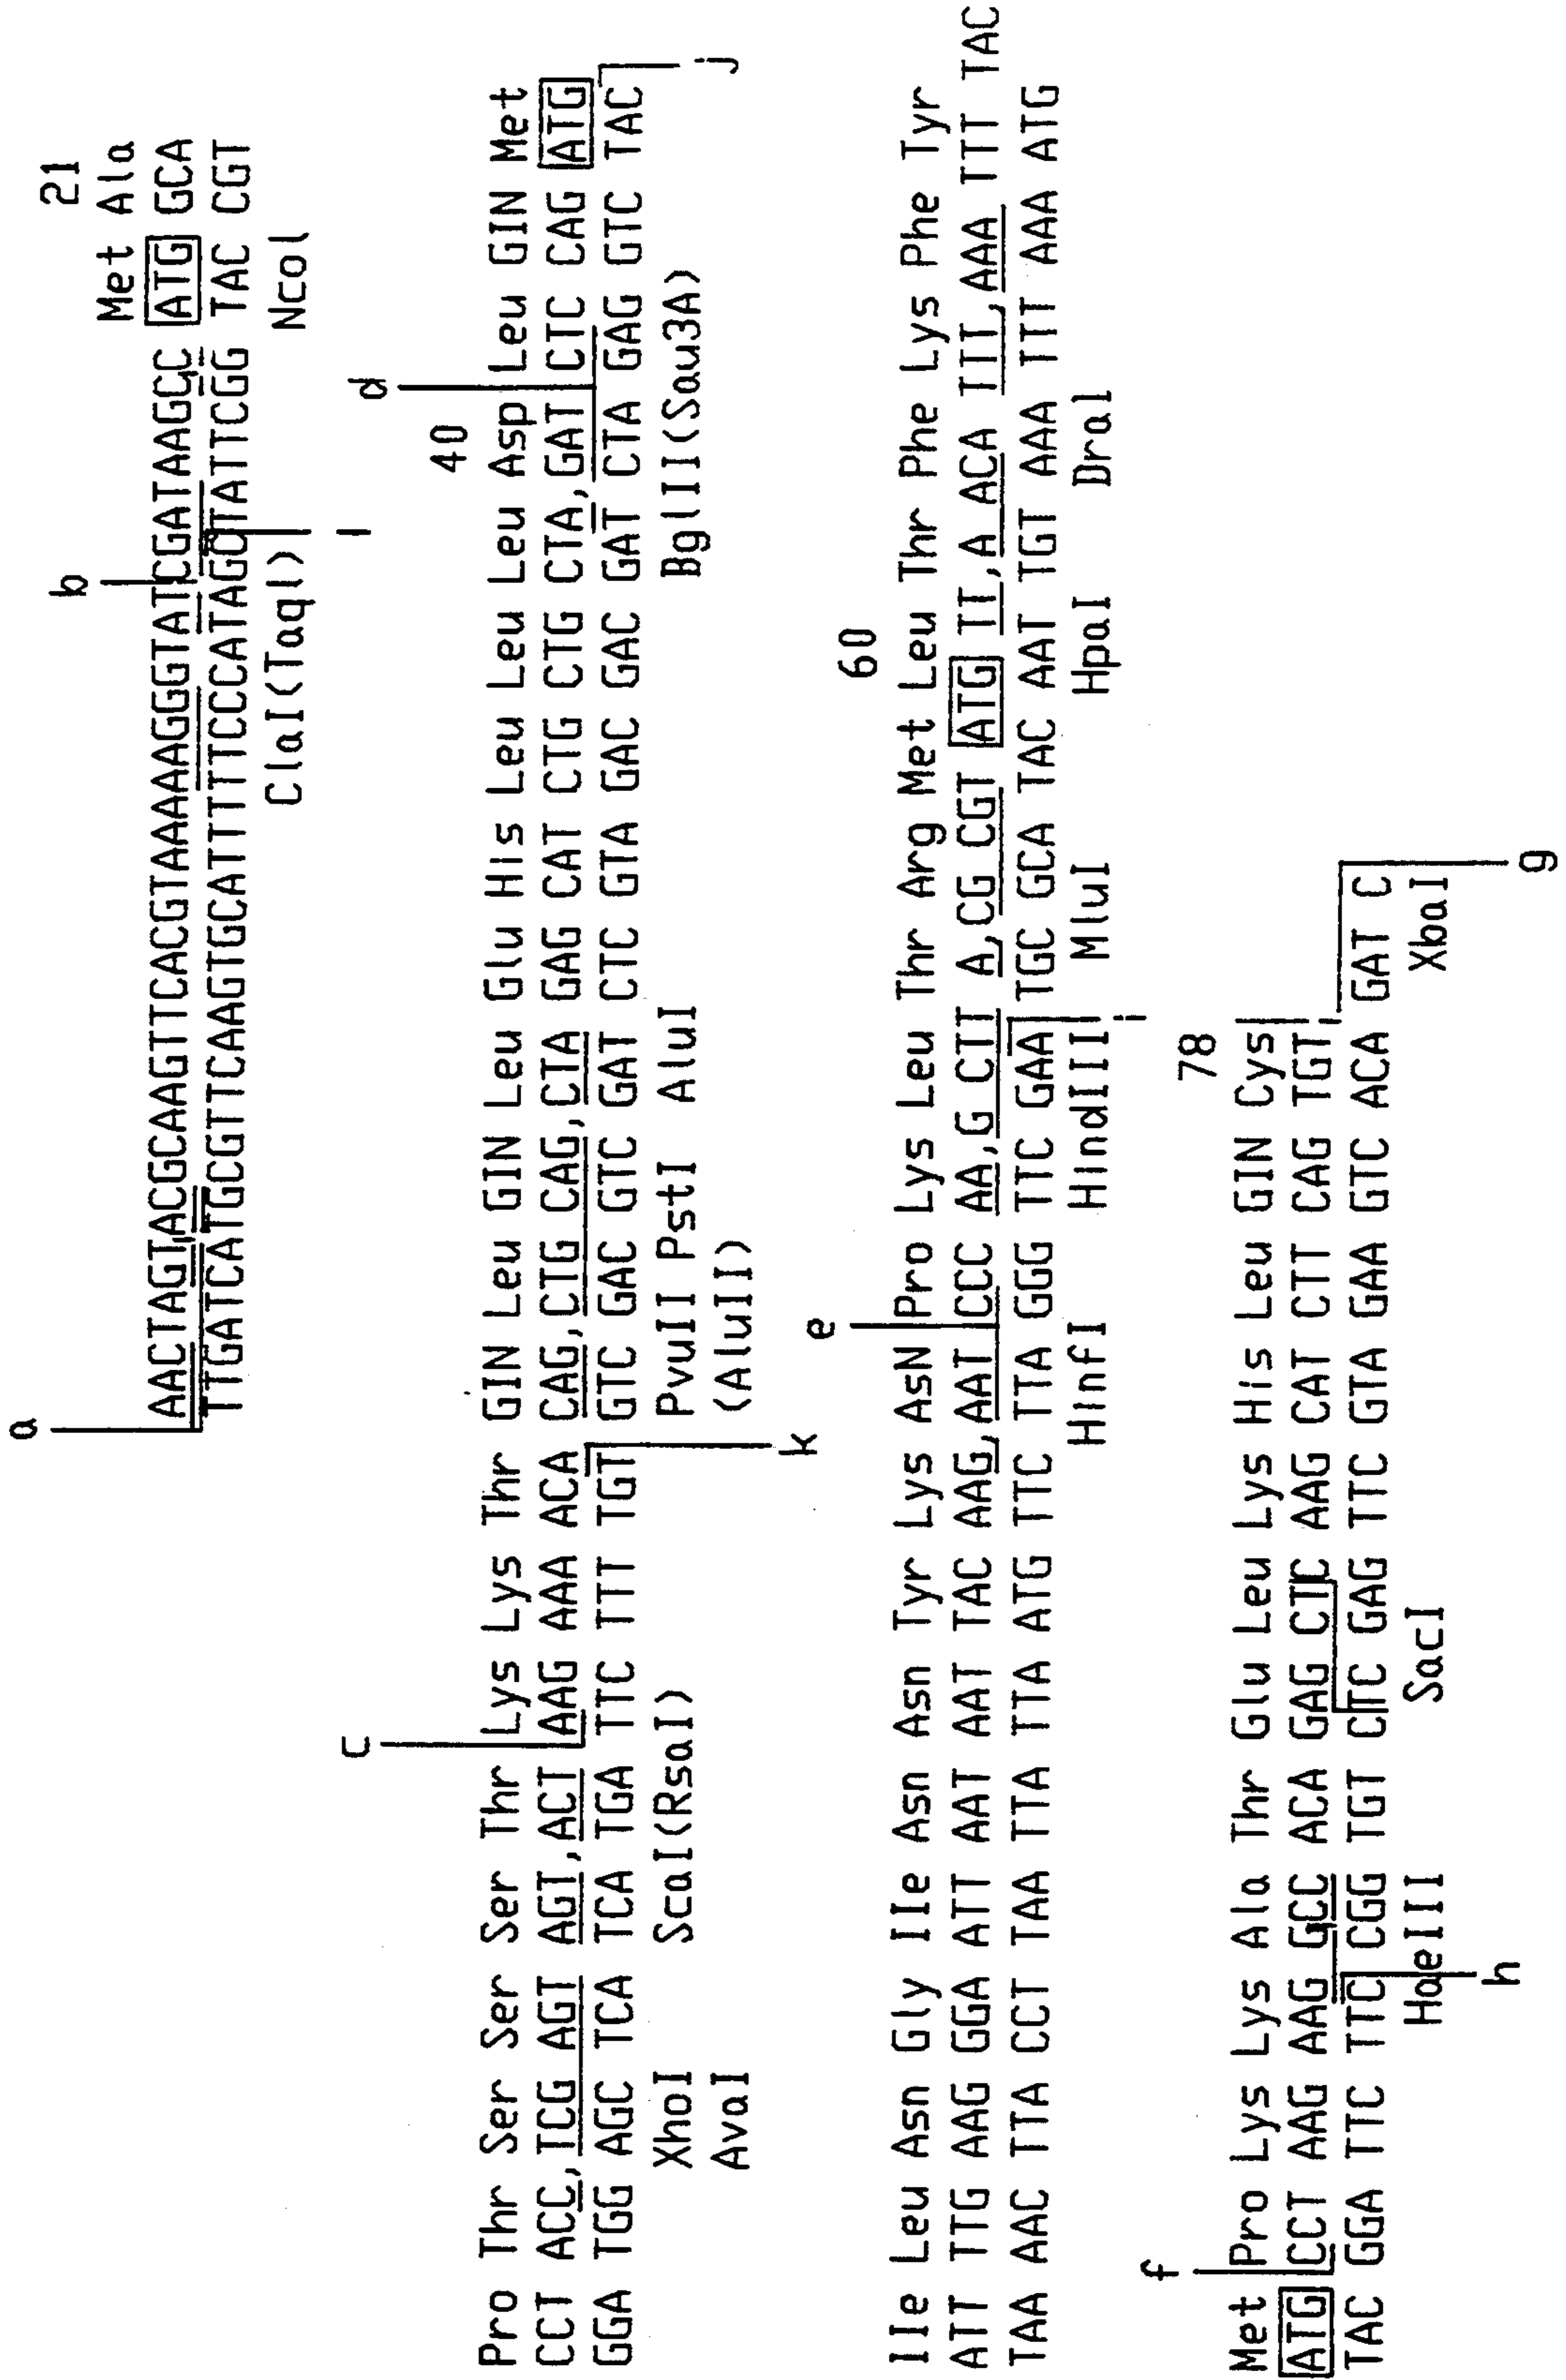 a b
21
Met Ala
AACTAGTACGCAAGTTCACGTAAAAAGGGTATCGATAAGCC ATG GCA
TTGATCATGCGTTCAAGTGCATTTTTCCCATAGCTATTCGG TAC CGT
ClaI(TaqI) NcoI
l
c 40 d
Pro Thr Ser Ser Ser Thr Lys Lys Thr GIN Leu GIN Leu Glu His Leu Leu Leu Asp Leu GIN Met
CCT ACC,TCG AGT AGT,ACT AAG AAA ACA CAG,CTG CAG,CTA GAG CAT CTG CTG CTA,GAT CTC CAG ATG
GGA TGG AGC TCA TCA TGA TTC TTT TGT GTC GAC GTC GAT CTC GTA GAC GAC GAT CTA GAG GTC TAC
XhoI ScaI(RsaI) PvuII PstI AluI BglII(Sau3A)
AvaI (AluII)
k j
e 60
IIe Leu Asn Gly IIe Asn Asn Tyr Lys AsN Pro Lys Leu Thr Arg Met Leu Thr Phe Lys Phe Tyr
ATT TTG AAG GGA ATT AAT AAT TAC AAG,AAT CCC AA,G CTT A,CG CGT ATG TT,A ACA TTT,AAA TTT TAC
TAA AAC TTA CCT TAA TTA TTA ATG TTC TTA GGG TTC GAA TGC GCA TAC AAT TGT AAA TTT AAA ATG
HinfI HindIII MluI HpaI DraI
i
f 78
Met Pro Lys Lys Ala Thr Glu Leu Lys His Leu GIN Cys
ATG CCT AAG AAG GCC ACA GAG CTC AAG CAT CTT CAG TGT
TAC GGA TTC TTC CGG TGT CTC GAG TTC GTA GAA GTC ACA GAT C
HaeIII SacI XbaI
h g